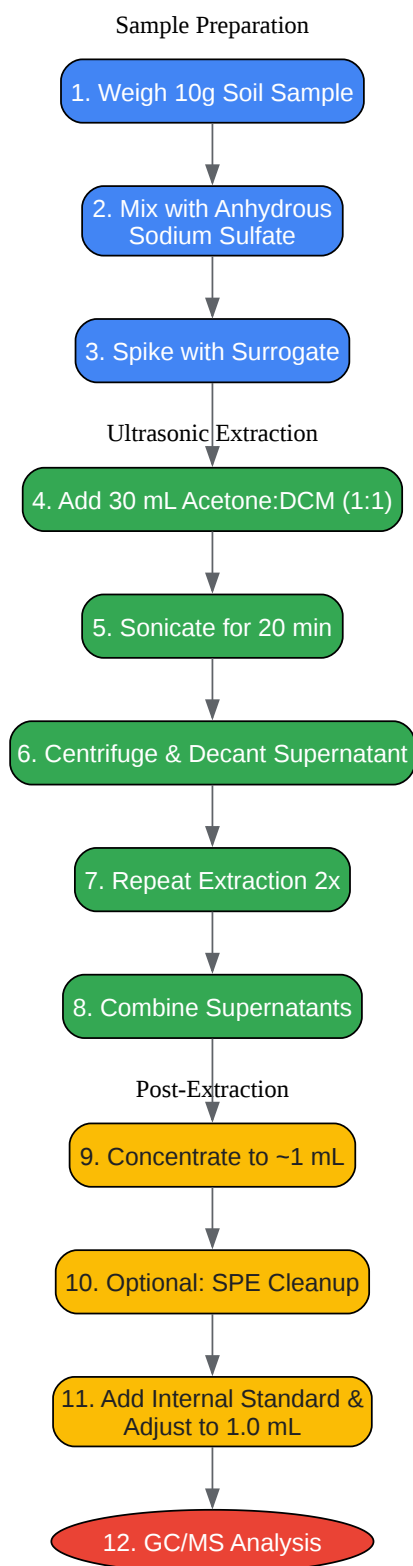 Sample Preparation
1. Weigh 10g Soil Sample
2. Mix with Anhydrous
Sodium Sulfate
3. Spike with Surrogate
Ultrasonic Extraction
4. Add 30 mL Acetone:DCM (1:1)
5. Sonicate for 20 min
6. Centrifuge & Decant Supernatant
7. Repeat Extraction 2x
8. Combine Supernatants
Post-Extraction
9. Concentrate to ~1 mL
10. Optional: SPE Cleanup
11. Add Internal Standard &
Adjust to 1.0 mL
12. GC/MS Analysis